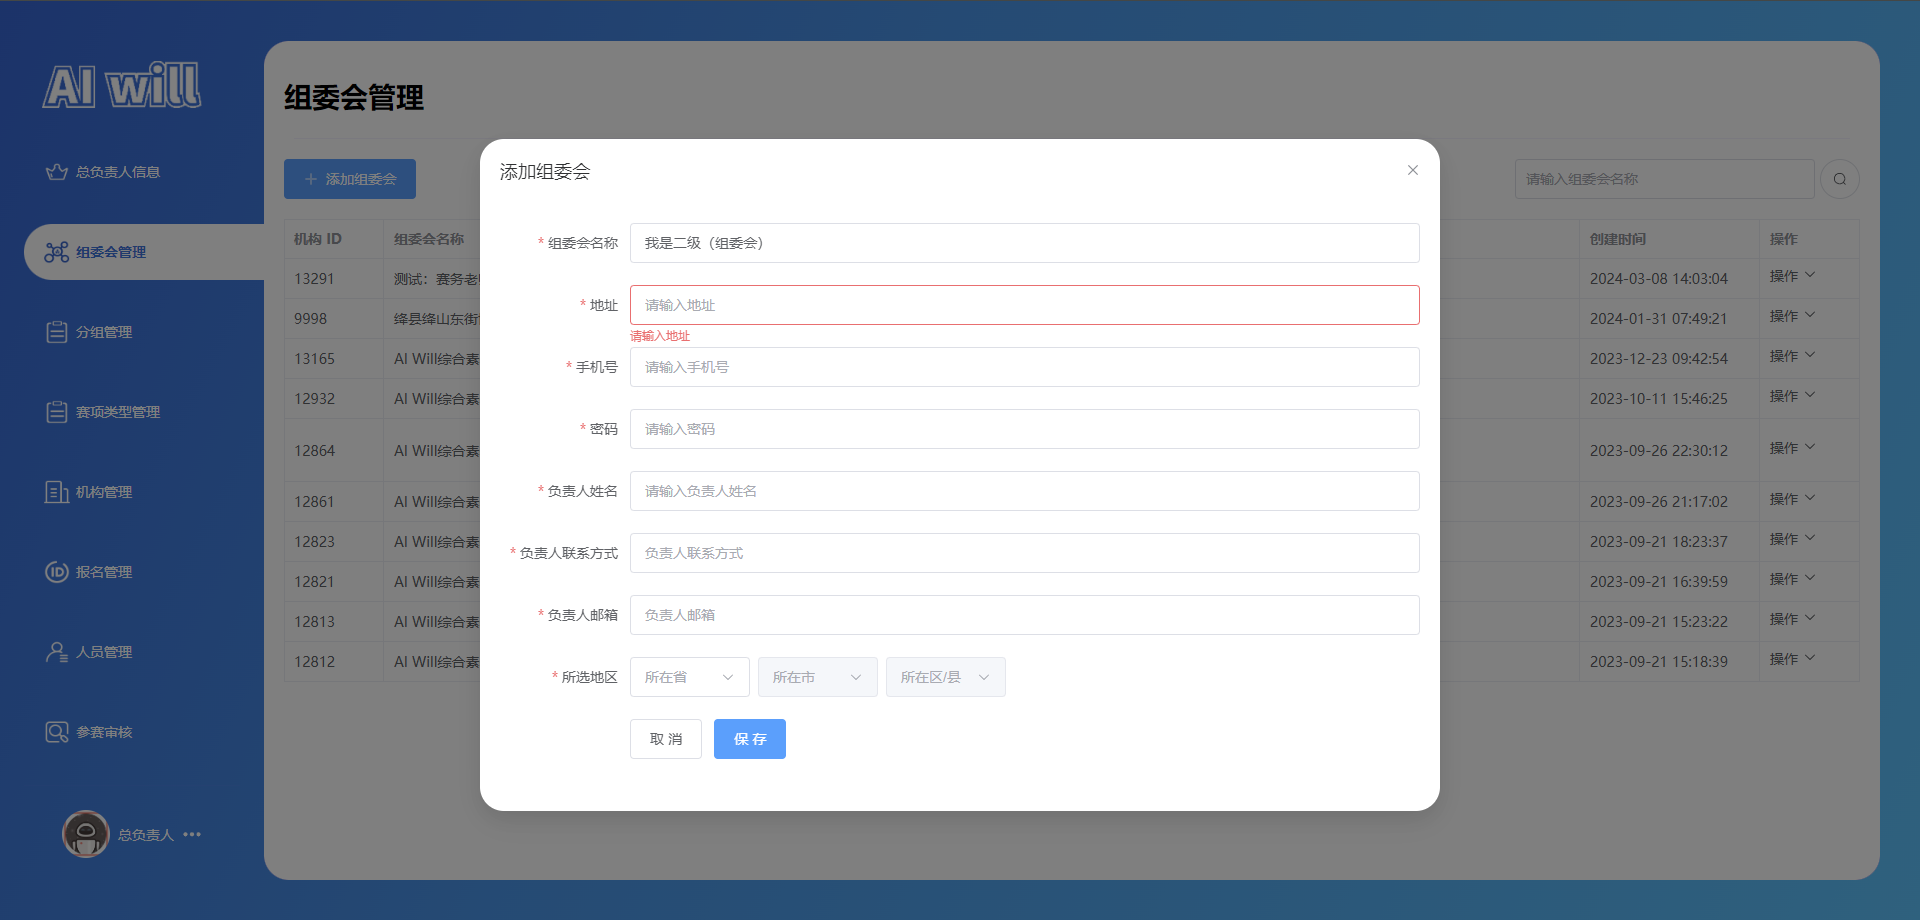 AI will
总负责人信息
组委会管理
分组管理
赛项类型管理
机构管理
报名管理
人员管理
参赛审核
总负责人
组委会管理
添加组委会
请输入组委会名称
机构 ID
组委会名称
创建时间
操作
13291
测试：赛务老
2024-03-08 14:03:04
操作
9998
绛县绛山东街
2024-01-31 07:49:21
操作
13165
AI Will综合素
2023-12-23 09:42:54
操作
12932
AI Will综合素
2023-10-11 15:46:25
操作
12864
AI Will综合素
2023-09-26 22:30:12
操作
12861
AI Will综合素
2023-09-26 21:17:02
操作
12823
AI Will综合素
2023-09-21 18:23:37
操作
12821
AI Will综合素
2023-09-21 16:39:59
操作
12813
AI Will综合素
2023-09-21 15:23:22
操作
12812
AI Will综合素
2023-09-21 15:18:39
操作
添加组委会
* 组委会名称
我是二级（组委会）
* 地址
请输入地址
请输入地址
* 手机号
请输入手机号
* 密码
请输入密码
* 负责人姓名
请输入负责人姓名
* 负责人联系方式
负责人联系方式
* 负责人邮箱
负责人邮箱
* 所选地区
所在省
所在市
所在区/县
取 消
保 存